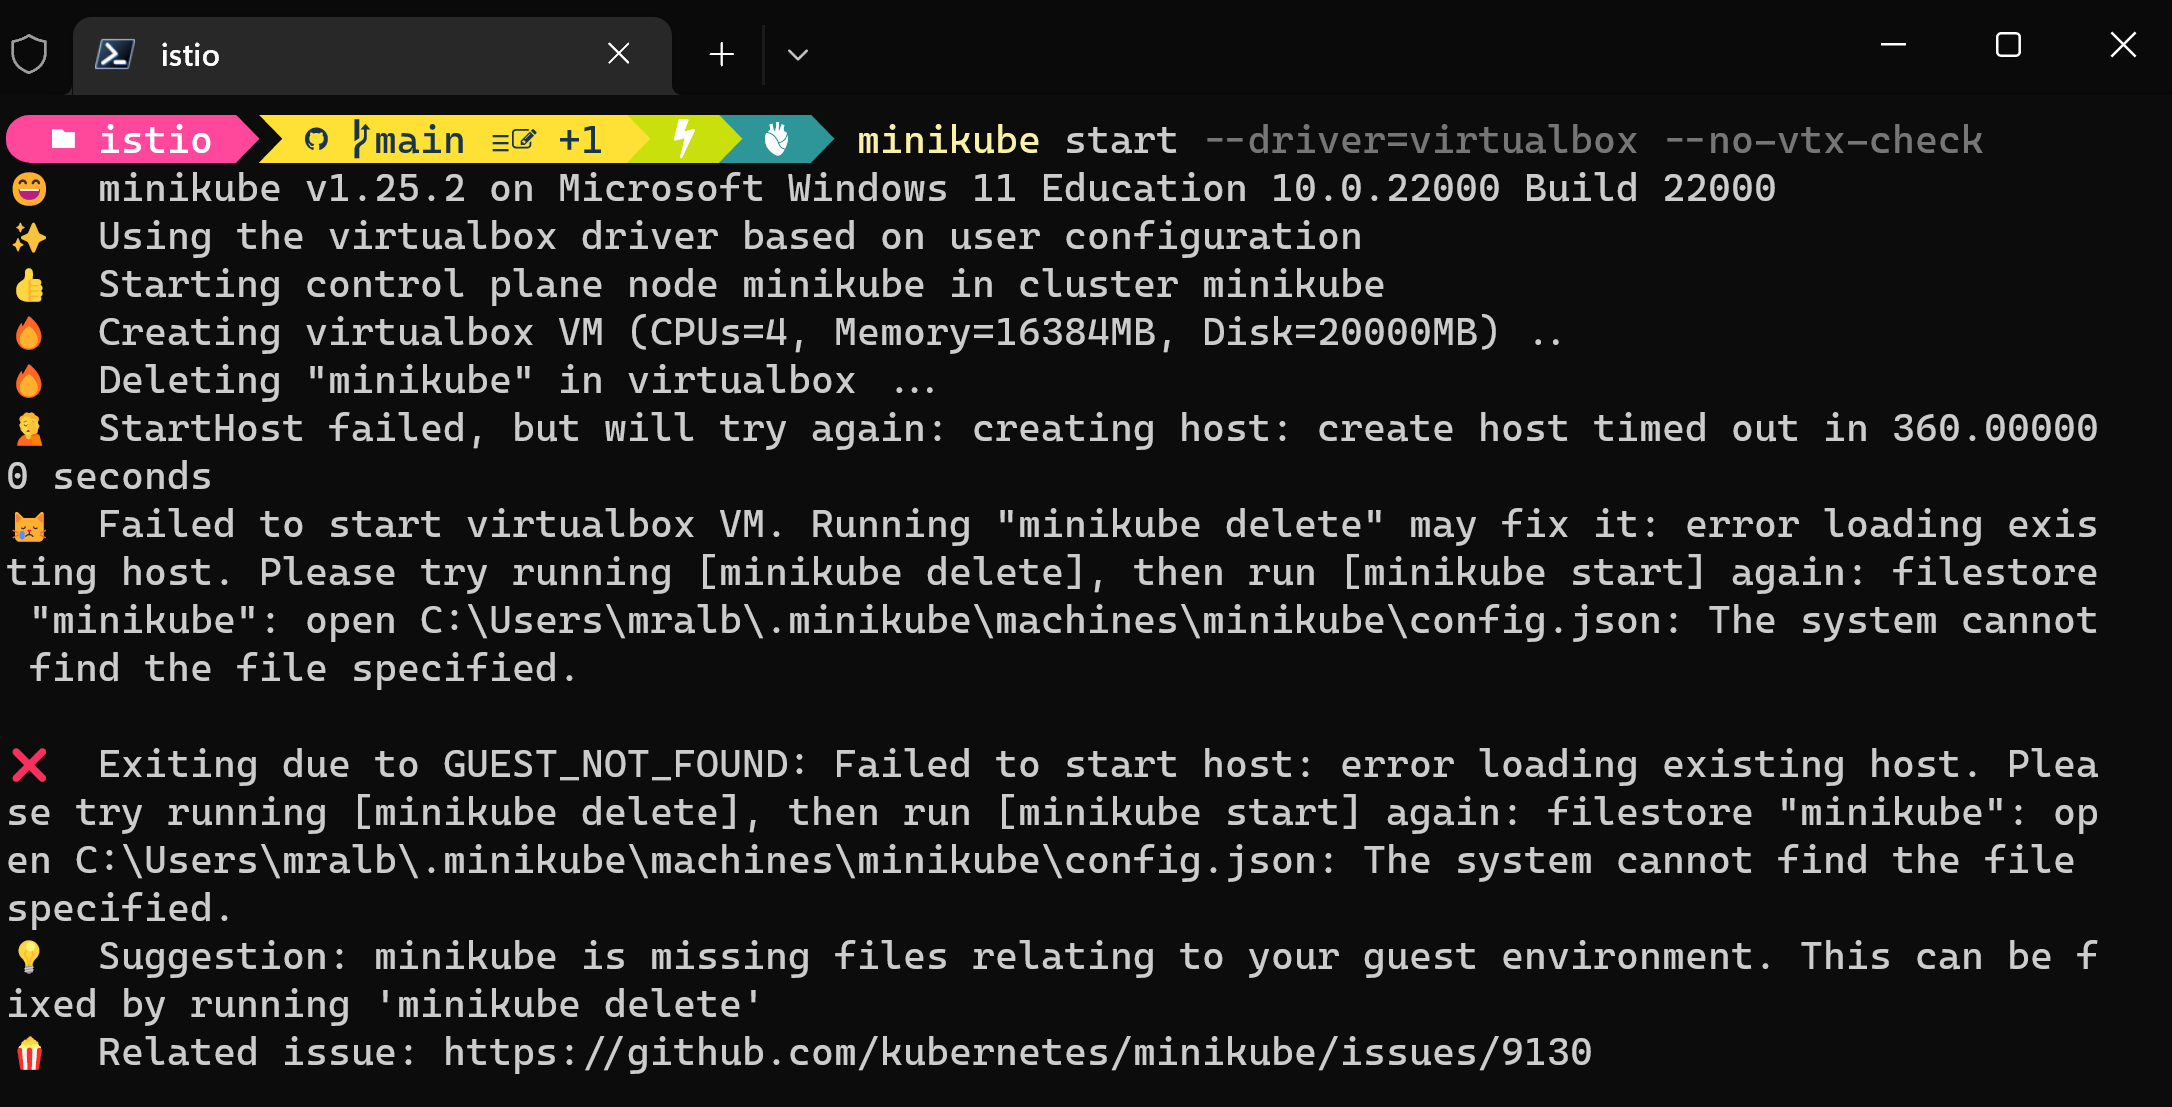 istio
istio main +1 minikube start --driver=virtualbox --no-vtx-check
minikube v1.25.2 on Microsoft Windows 11 Education 10.0.22000 Build 22000
Using the virtualbox driver based on user configuration
Starting control plane node minikube in cluster minikube
Creating virtualbox VM (CPUs=4, Memory=16384MB, Disk=20000MB) ..
Deleting "minikube" in virtualbox ...
StartHost failed, but will try again: creating host: create host timed out in 360.00000
0 seconds
Failed to start virtualbox VM. Running "minikube delete" may fix it: error loading exis
ting host. Please try running [minikube delete], then run [minikube start] again: filestore
"minikube": open C:\Users\mralb\.minikube\machines\minikube\config.json: The system cannot
find the file specified.
Exiting due to GUEST_NOT_FOUND: Failed to start host: error loading existing host. Plea
se try running [minikube delete], then run [minikube start] again: filestore "minikube": op
en C:\Users\mralb\.minikube\machines\minikube\config.json: The system cannot find the file
specified.
Suggestion: minikube is missing files relating to your guest environment. This can be f
ixed by running 'minikube delete'
Related issue: https://github.com/kubernetes/minikube/issues/9130